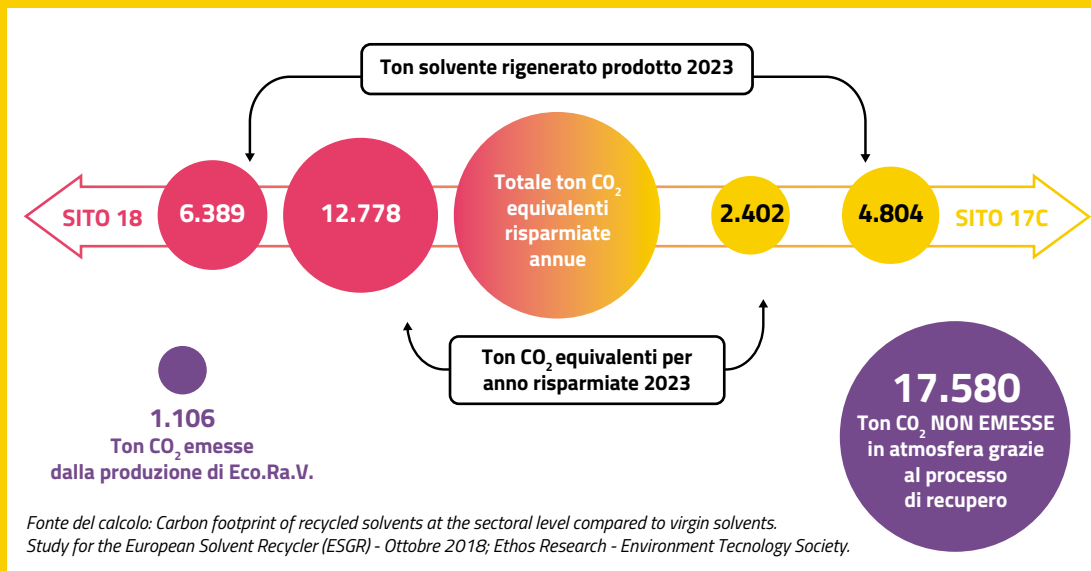 Ton solvente rigenerato prodotto 2023
SITO 18
6.389
12.778
Totale ton CO₂
equivalenti
risparmiate
annue
2.402
4.804
SITO 17C
Ton CO₂ equivalenti per
anno risparmiate 2023
1.106
Ton CO₂ emesse
dalla produzione di Eco.Ra.V.
17.580
Ton CO₂ NON EMESSE
in atmosfera grazie
al processo
di recupero
Fonte del calcolo: Carbon footprint of recycled solvents at the sectoral level compared to virgin solvents.
Study for the European Solvent Recycler (ESGR) - Ottobre 2018; Ethos Research - Environment Tecnology Society.